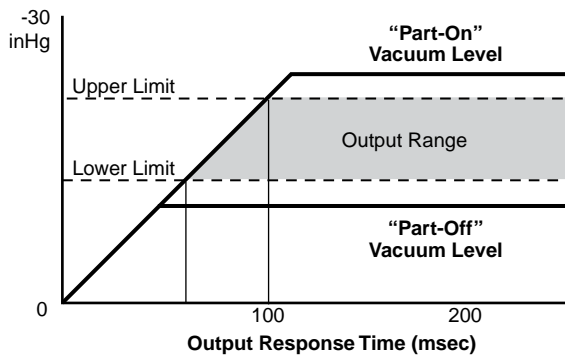 -30
inHg
“Part-On”
Vacuum Level
Upper Limit
Output Range
Lower Limit
“Part-Off”
Vacuum Level
0
100
200
Output Response Time (msec)